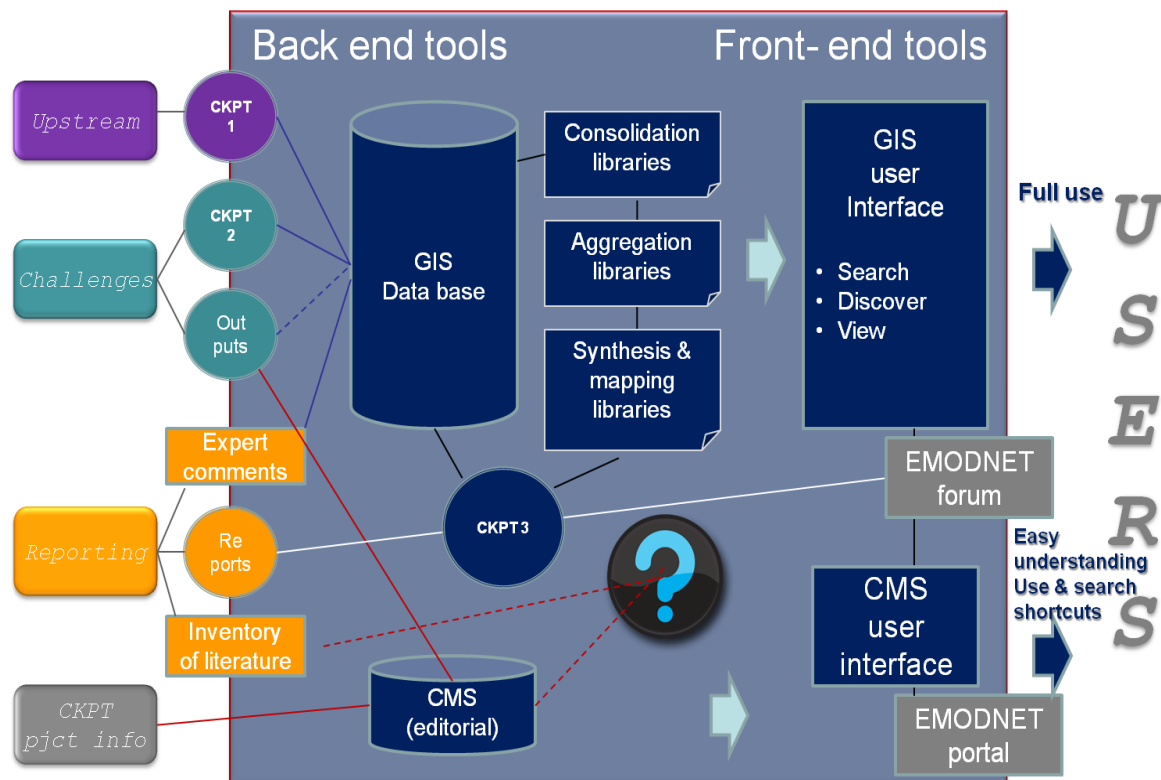 Back end tools
Front- end tools
Upstream
CKPT
1
CKPT
2
Challenges
Out
puts
GIS
Data base
Consolidation
libraries
Aggregation
libraries
Synthesis &
mapping
libraries
GIS
user
Interface
• Search
• Discover
• View
Full use
USERS
Expert
comments
Reporting
Re
ports
Inventory
of literature
CKPT 3
?
EMODNET
forum
Easy
understanding
Use & search
shortcuts
CMS
user
interface
CKPT
pjct info
CMS
(editorial)
EMODNET
portal